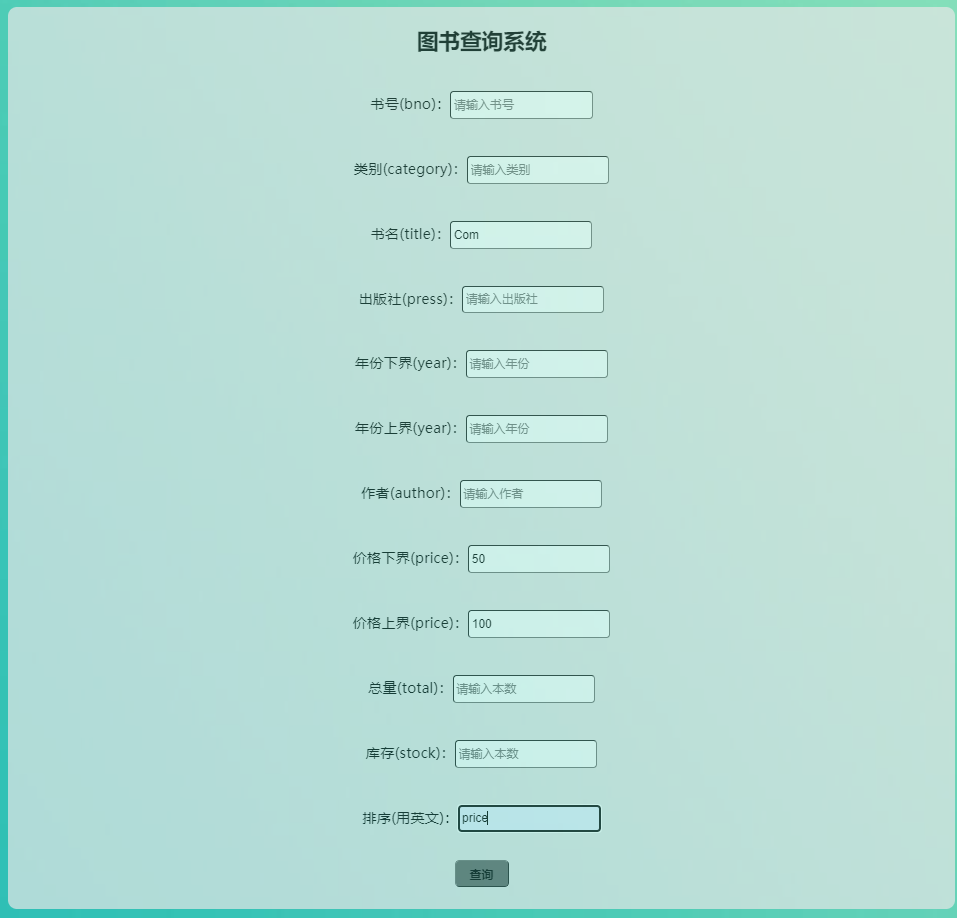 图书查询系统
书号(bno)： 请输入书号
类别(category)： 请输入类别
书名(title)： Com
出版社(press)： 请输入出版社
年份下界(year)： 请输入年份
年份上界(year)： 请输入年份
作者(author)： 请输入作者
价格下界(price)： 50
价格上界(price)： 100
总量(total)： 请输入本数
库存(stock)： 请输入本数
排序(用英文)： price
查询